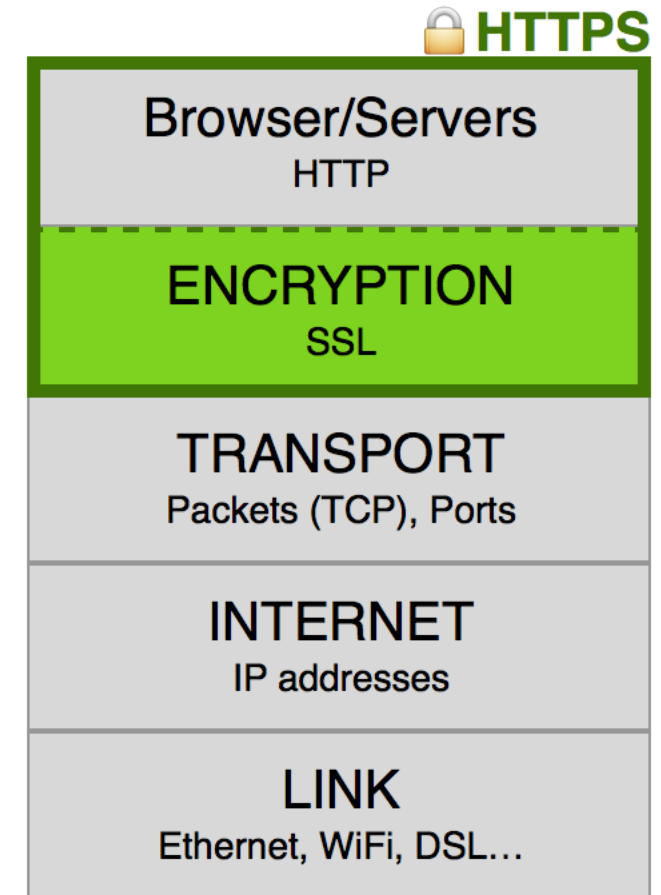 HTTPS
Browser/Servers
HTTP
ENCRYPTION
SSL
TRANSPORT
Packets (TCP), Ports
INTERNET
IP addresses
LINK
Ethernet, WiFi, DSL…